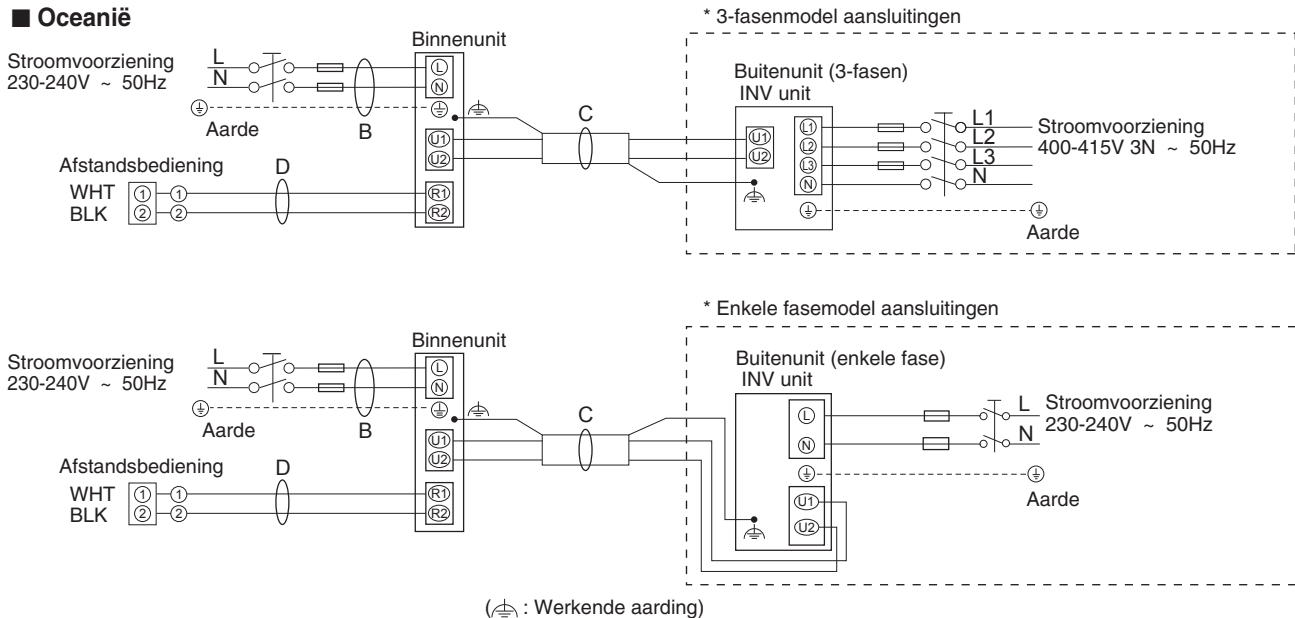 ■ Oceanië
* 3-fasenmodel aansluitingen
Stroomvoorziening
230-240V ~ 50Hz
L
N
Aarde
B
Binnenunit
L
N
U1
U2
R1
R2
Afstandsbediening
WHT 1 1
BLK 2 2
D
C
Buitenunit (3-fasen)
INV unit
U1
U2
L1
L2
L3
N
L1
L2
L3
N
Stroomvoorziening
400-415V 3N ~ 50Hz
Aarde
* Enkele fasemodel aansluitingen
Stroomvoorziening
230-240V ~ 50Hz
L
N
Aarde
B
Binnenunit
L
N
U1
U2
R1
R2
Afstandsbediening
WHT 1 1
BLK 2 2
D
C
Buitenunit (enkele fase)
INV unit
L
N
U1
U2
L
N
Stroomvoorziening
230-240V ~ 50Hz
Aarde
( : Werkende aarding)